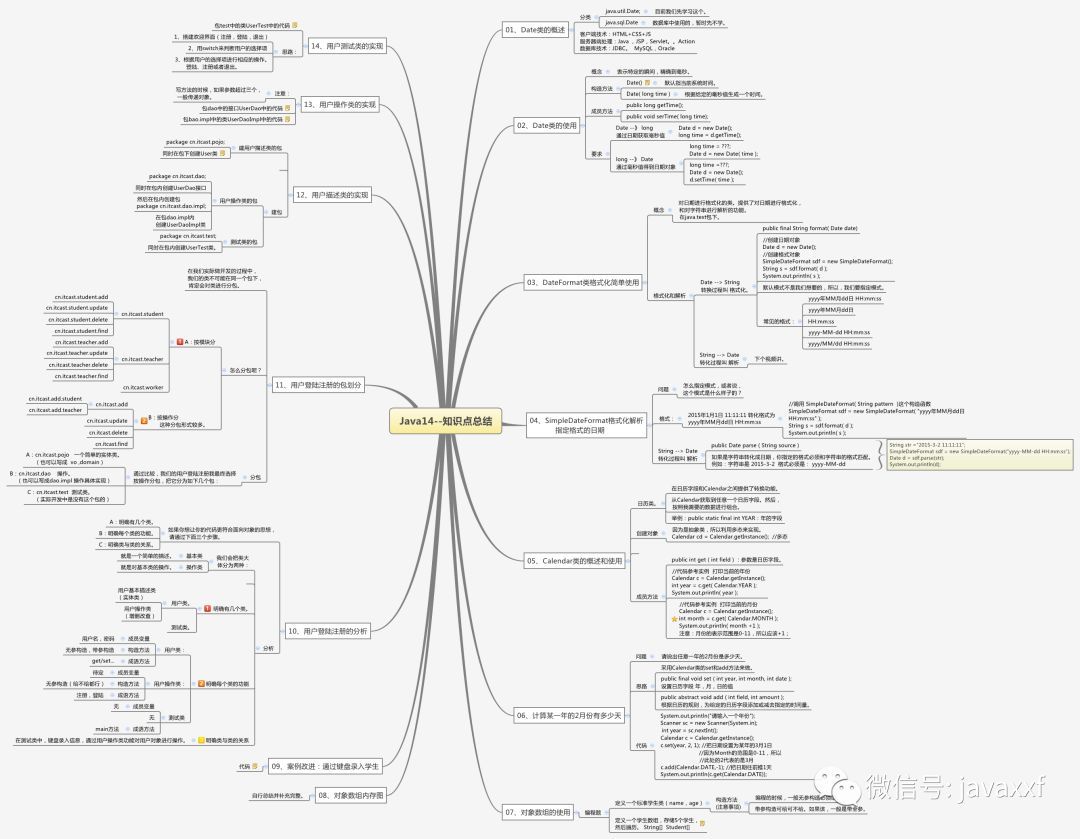 Java14--知识点总结
01、Date类的概述
分类
java.util.Date;
目前我们先学习这个。
java.sql.Date
数据库中使用的，暂时先不学。
客户端技术：HTML+CSS+JS
服务器端处理：Java , JSP , Servlet, 。Action
数据库技术：JDBC, MySQL , Oracle
02、Date类的使用
概念
表示特定的瞬间，精确到毫秒。
构造方法
Date()
默认拟当前系统时间。
Date( long time )
根据给定的毫秒值生成一个时间。
成员方法
public long getTime();
public void serTime( long time);
要求
Date --》 long
通过日期获取毫秒值
Date d = new Date();
long time = d.getTime();
long --》 Date
通过毫秒值得到日期对象
long time = ???;
Date d = new Date( time );
long time =???;
Date d = new Date();
d.setTime( time );
03、DateFormat类格式化简单使用
概念
对日期进行格式化的类。提供了对日期进行格式化，
和对字符串进行解析的功能。
在java.text包下。
格式化和解析
Date --> String
转换过程叫 格式化。
public final String format( Date date)
//创建日期对象
Date d = new Date();
//创建格式对象
SimpleDateFormat sdf = new SimpleDateFormat();
String s = sdf.format( d );
System.out.println( s );
默认模式不是我们想要的，所以，我们要指定模式。
常见的格式：
yyyy年MM月dd日 HH:mm:ss
yyyy年MM月dd日
HH:mm:ss
yyyy-MM-dd HH:mm:ss
yyyy/MM/dd HH:mm:ss
String --> Date
转化过程叫 解析
下个视频讲。
04、SimpleDateFormat格式化解析
指定格式的日期
问题
怎么指定模式，或者说，
这个模式是什么样子的？
格式：
2015年1月1日 11:11:11 转化格式为
yyyy年MM月dd日 HH:mm:ss
//调用 SimpleDateFormat( String pattern )这个构造函数
SimpleDateFormat sdf = new SimpleDateFormat( "yyyy年MM月dd日
HH:mm:ss" );
String s = sdf.format( d );
System.out.println( s );
String --> Date
转化过程叫 解析
public Date parse ( String source )
如果是字符串转化成日期，你指定的格式必须和字符串的格式匹配。
例如：字符串是 2015-3-2 格式必须是： yyyy-MM-dd
String str ="2015-3-2 11:11:11";
SimpleDateFormat sdf = new SimpleDateFormat("yyyy-MM-dd HH:mm:ss");
Date d = sdf.parse(str);
System.out.println(d);
05、Calendar类的概述和使用
日历类。
在日历字段和Calendar之间提供了转换功能。
从Calendar获取到任意一个日历字段。然后，
按照我需要的数据进行组合。
举例：public static final int YEAR：年的字段
创建对象
因为是抽象类，所以利用多态来实现。
Calendar cd = Calendar.getInstance(); //多态
成员方法
public int get ( int field )：参数是日历字段。
//代码参考实例 打印当前的年份
Calendar c = Calendar.getInstance();
int year = c.get( Calendar.YEAR );
System.out.println( year );
//代码参考实例 打印当前的月份
Calendar c = Calendar.getInstance();
int month = c.get( Calendar.MONTH );
System.out.println( month +1 );
注意：月份的表示范围是0-11，所以应该+1；
06、计算某一年的2月份有多少天
问题
请说出任意一年的2月份是多少天。
思路
采用Calendar类的set和add方法来做。
public final void set ( int year, int month, int date );
设置日历字段 年，月，日的值
public abstract void add ( int field, int amount );
根据日历的规则，为给定的日历字段添加或减去指定的时间量。
代码
System.out.println("请输入一个年份");
Scanner sc = new Scanner(System.in);
int year = sc.nextInt();
Calendar c = Calendar.getInstance();
c.set(year, 2, 1); //把日期设置为某年的3月1日
//因为Month的范围是0-11，所以
//此处的2代表的是3月
c.add(Calendar.DATE,-1); //把日期往前推1天
System.out.println(c.get(Calendar.DATE));
07、对象数组的使用
编程题
定义一个标准学生类（ name , age ）
构造方法
(注意事项)
编程的时候，一般无参构造必须
带参构造可给可不给。如果该，一般是带全参。
定义一个学生数组，存储5个学生，
然后遍历。 String[] Student[]
08、对象数组内存图
自行动画并补充完整。
09、案例改进：通过键盘录入学生
代码
10、用户登陆注册的分析
如果你想让你的代码更符合面向对象的思想，
请通过下面三个步骤。
A：明确有几个类。
B：明确每个类的功能。
C：明确类与类的关系。
分析
我们会把类大
体分为两种：
基本类
就是一个简单的描述。
操作类
就是对基本类的操作。
1 明确有几个类。
用户类。
用户基本描述类
（实体类）
用户操作类
（增删改查）
测试类。
2 明确每个类的功能
用户类：
成员变量
用户名，密码
构造方法
无参构造，带参构造
成语方法
get/set...
用户操作类：
成员变量
待定
构造方法
无参构造（给不给都行）
成语方法
注册，登陆
测试类
成员变量
无
构造方法
无
成语方法
main方法
明确类与类的关系
在测试类中，键盘录入信息，通过用户操作类功能对用户对象进行操作。
11、用户登陆注册的包划分
在我们实际做开发的过程中，
我们的类不可能在同一个包下，
肯定会对类进行分包。
怎么分包呢？
1 A：按模块分
cn.itcast.student
cn.itcast.student.add
cn.itcast.student.update
cn.itcast.student.delete
cn.itcast.student.find
cn.itcast.teacher
cn.itcast.teacher.add
cn.itcast.teacher.update
cn.itcast.teacher.delete
cn.itcast.teacher.find
cn.itcast.worker
2 B：按操作分
这种分包形式较多。
cn.itcast.add
cn.itcast.add.student
cn.itcast.add.teacher
cn.itcast.update
cn.itcast.delete
cn.itcast.find
分包
通过比较，我们的用户登陆注册我最终选择
按操作分包，把它分为如下几个包：
A：cn.itcast.pojo 一个简单的实体类。
（也可以写成 vo ,domain）
B：cn.itcast.dao 操作。
（也可以写成dao.impl 操作具体实现）
C：cn.itcast.test 测试类。
（实际开发中是没有这个包的）
12、用户描述类的实现
建包
建用户描述类的包
package cn.itcast.pojo;
同时在包下创建User类
用户操作类的包
package cn.itcast.dao;
同时在包内创建UserDao接口
然后在包内创建包
package cn.itcast.dao.impl;
在包dao.impl内
创建UserDaoImpl类
测试类的包
package cn.itcast.test;
同时在包内创建UserTest类。
13、用户操作类的实现
注意：
写方法的时候，如果参数超过三个，
一般传递对象。
包dao中的接口UserDao中的代码
包bao.impl中的类UserDaoImpl中的代码
14、用户测试类的实现
包test中的类UserTest中的代码
思路：
1、搭建欢迎界面（注册，登陆，退出）
2、用switch来判断用户的选择项
3、根据用户的选择项进行相应的操作。
登陆、注册或者退出。
微信号: javaxxf